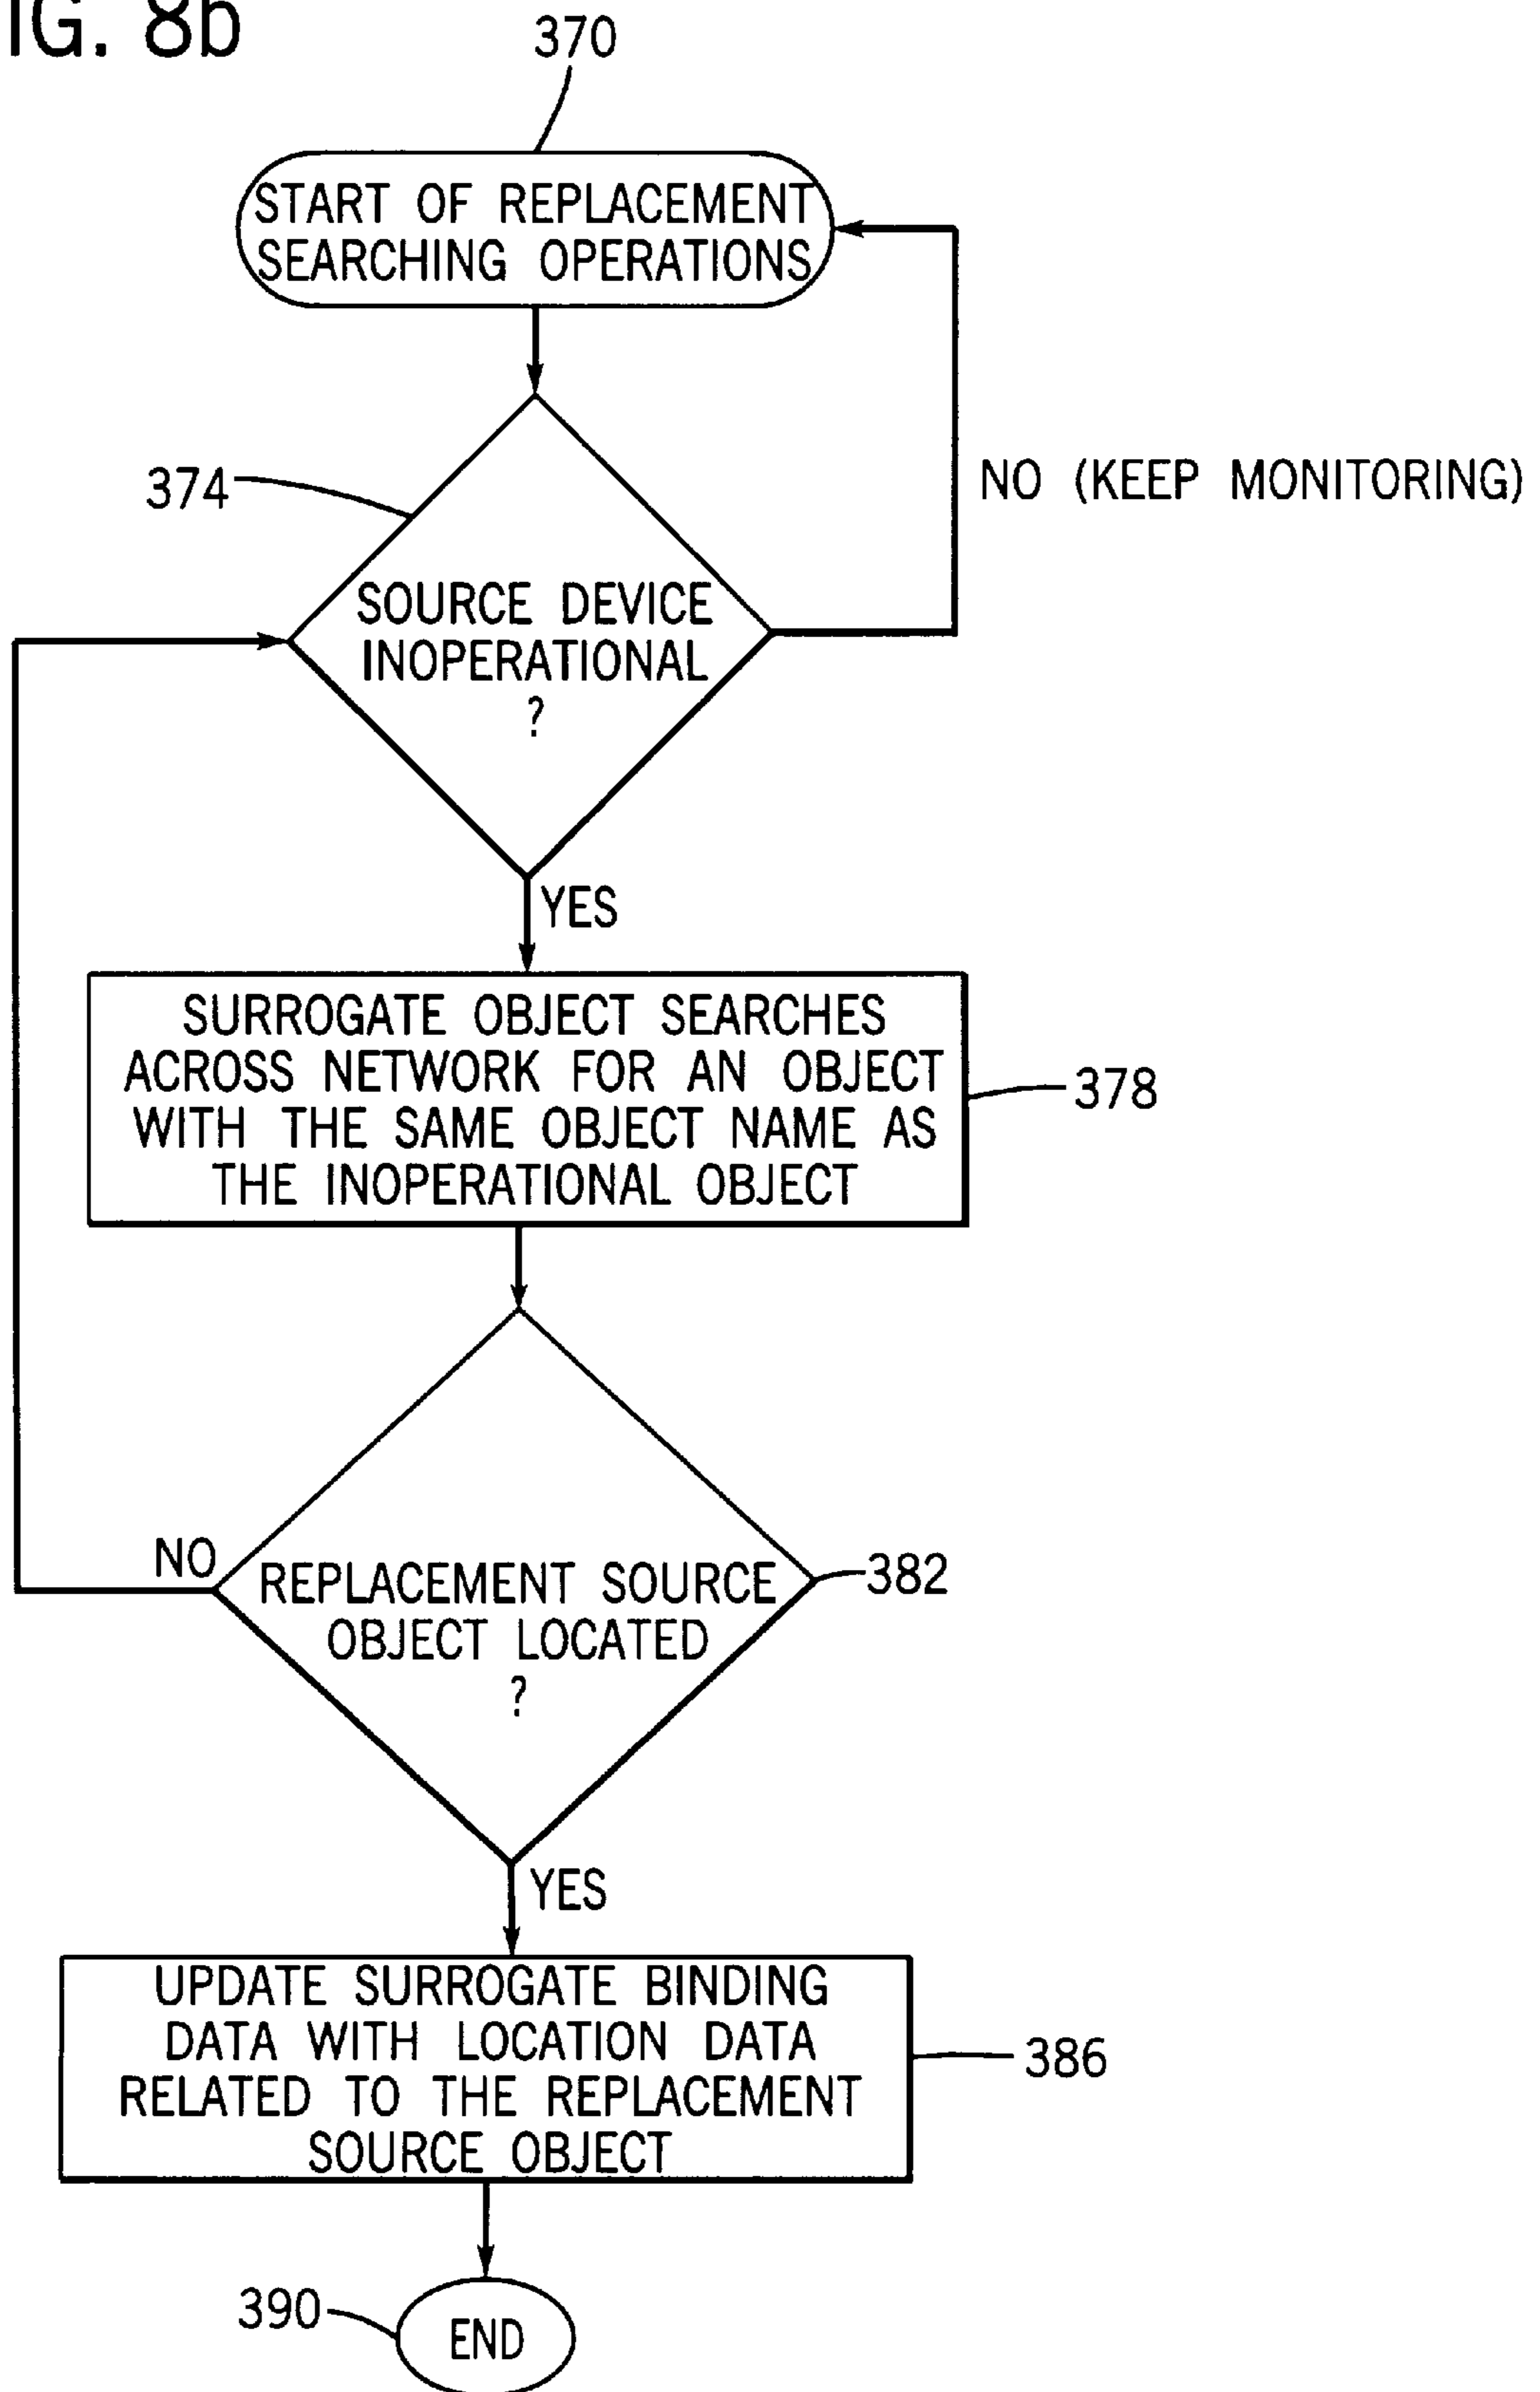 IG. 8b
370
START OF REPLACEMENT
SEARCHING OPERATIONS
374
NO (KEEP MONITORING)
SOURCE DEVICE
INOPERATIONAL
?
YES
SURROGATE OBJECT SEARCHES
ACROSS NETWORK FOR AN OBJECT
WITH THE SAME OBJECT NAME AS
THE INOPERATIONAL OBJECT
378
NO
REPLACEMENT SOURCE
OBJECT LOCATED
?
382
YES
UPDATE SURROGATE BINDING
DATA WITH LOCATION DATA
RELATED TO THE REPLACEMENT
SOURCE OBJECT
386
390
END